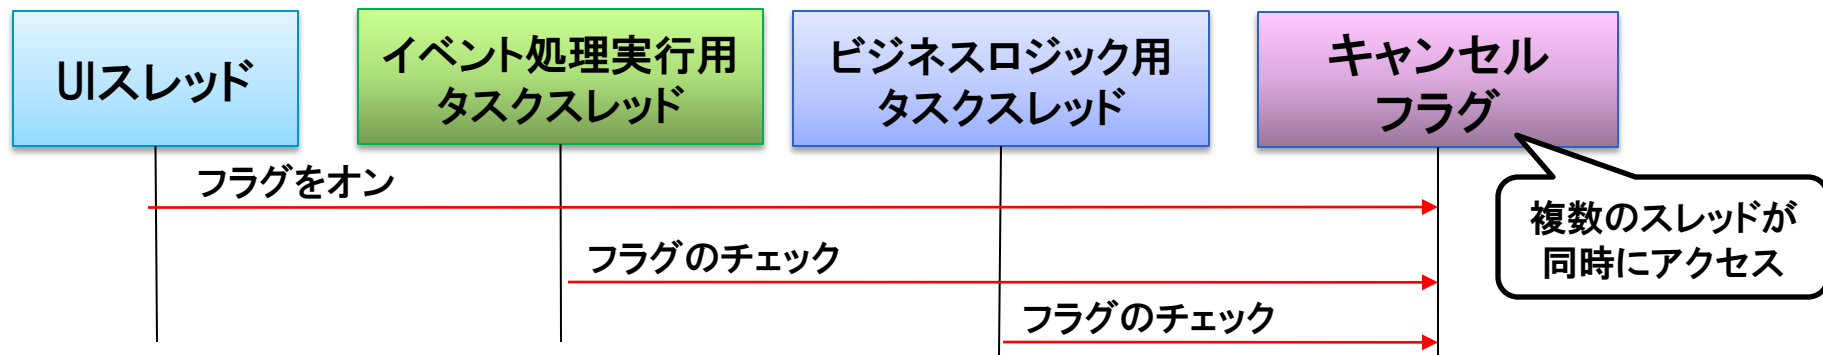 UIスレッド
イベント処理実行用
タスクスレッド
ビジネスロジック用
タスクスレッド
キャンセル
フラグ
フラグをオン
複数のスレッドが
同時にアクセス
フラグのチェック
フラグのチェック